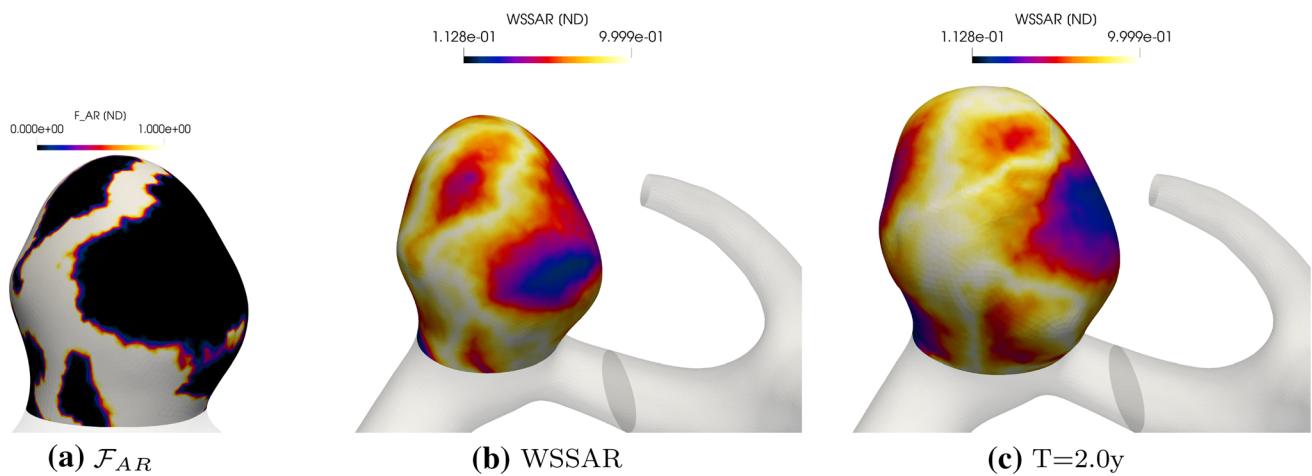 WSSAR (ND)
1.128e-01 9.999e-01
WSSAR (ND)
1.128e-01 9.999e-01
F_AR (ND)
0.000e+00 1.000e+00
(a) F_AR
(b) WSSAR
(c) T=2.0y